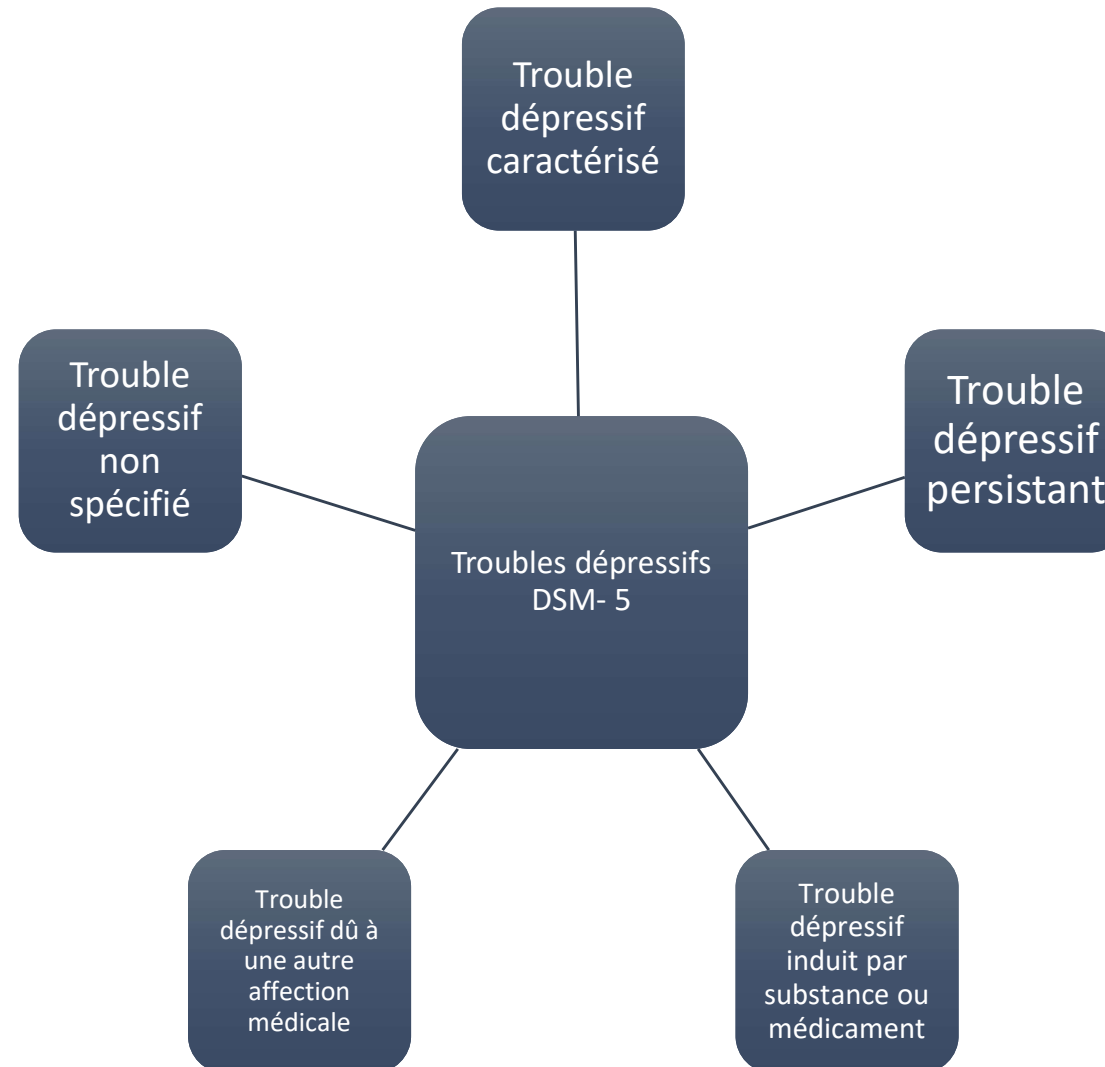 Trouble
dépressif
caractérisé
Trouble
dépressif
persistant
Trouble
dépressif
induit par
substance ou
médicament
Trouble
dépressif dû à
une autre
affection
médicale
Trouble
dépressif
non
spécifié
Troubles dépressifs
DSM- 5